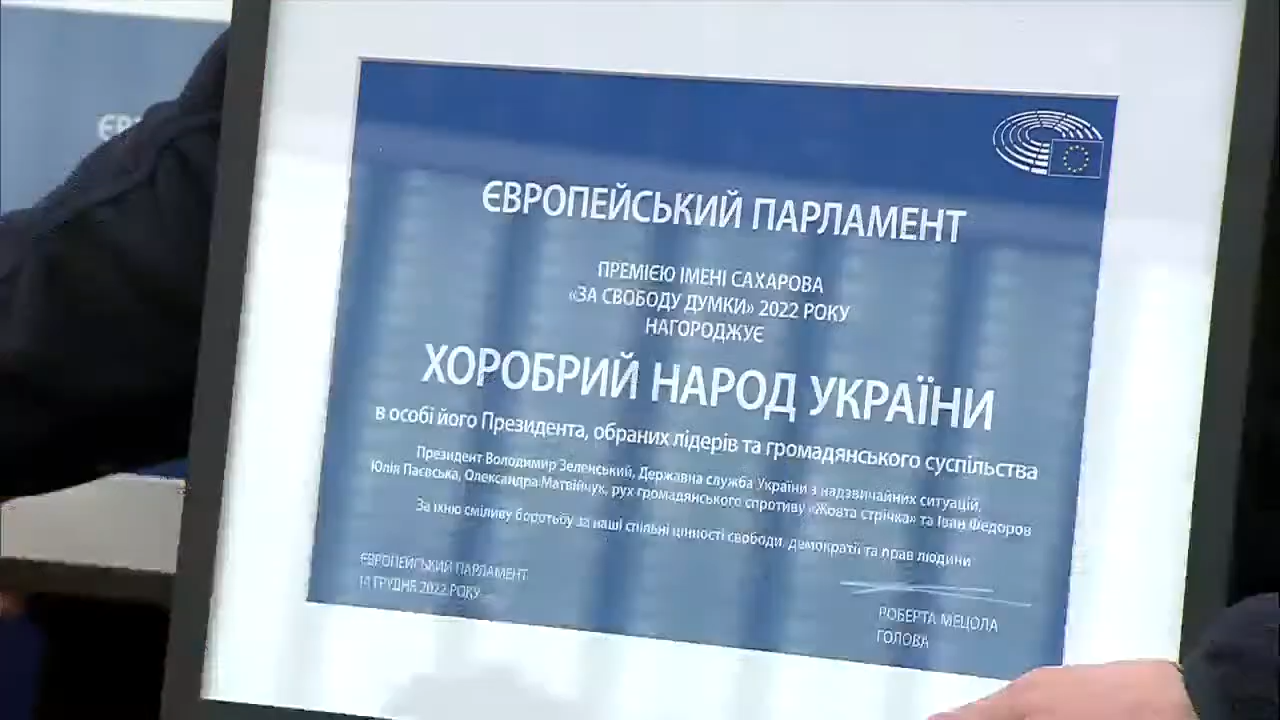 ЄВРОПЕЙСЬКИЙ ПАРЛАМЕНТ
ПРЕМІЄЮ ІМЕНІ САХАРОВА
«ЗА СВОБОДУ ДУМКИ» 2022 РОКУ
НАГОРОДЖУЄ
ХОРОБРИЙ НАРОД УКРАЇНИ
в особі його Президента, обраних лідерів та громадянського суспільства
Президент Володимир Зеленський, Державна служба України з надзвичайних ситуацій,
Юлія Паєвська, Олександра Матвійчук, рух громадянського спротиву «Жовта стрічка» та Іван Федоров
За їхню сміливу боротьбу за наші спільні цінності свободи, демократії та прав людини
ЄВРОПЕЙСЬКИЙ ПАРЛАМЕНТ
14 ГРУДНЯ 2022 РОКУ
РОБЕРТА МЕЦОЛА
ГОЛОВА